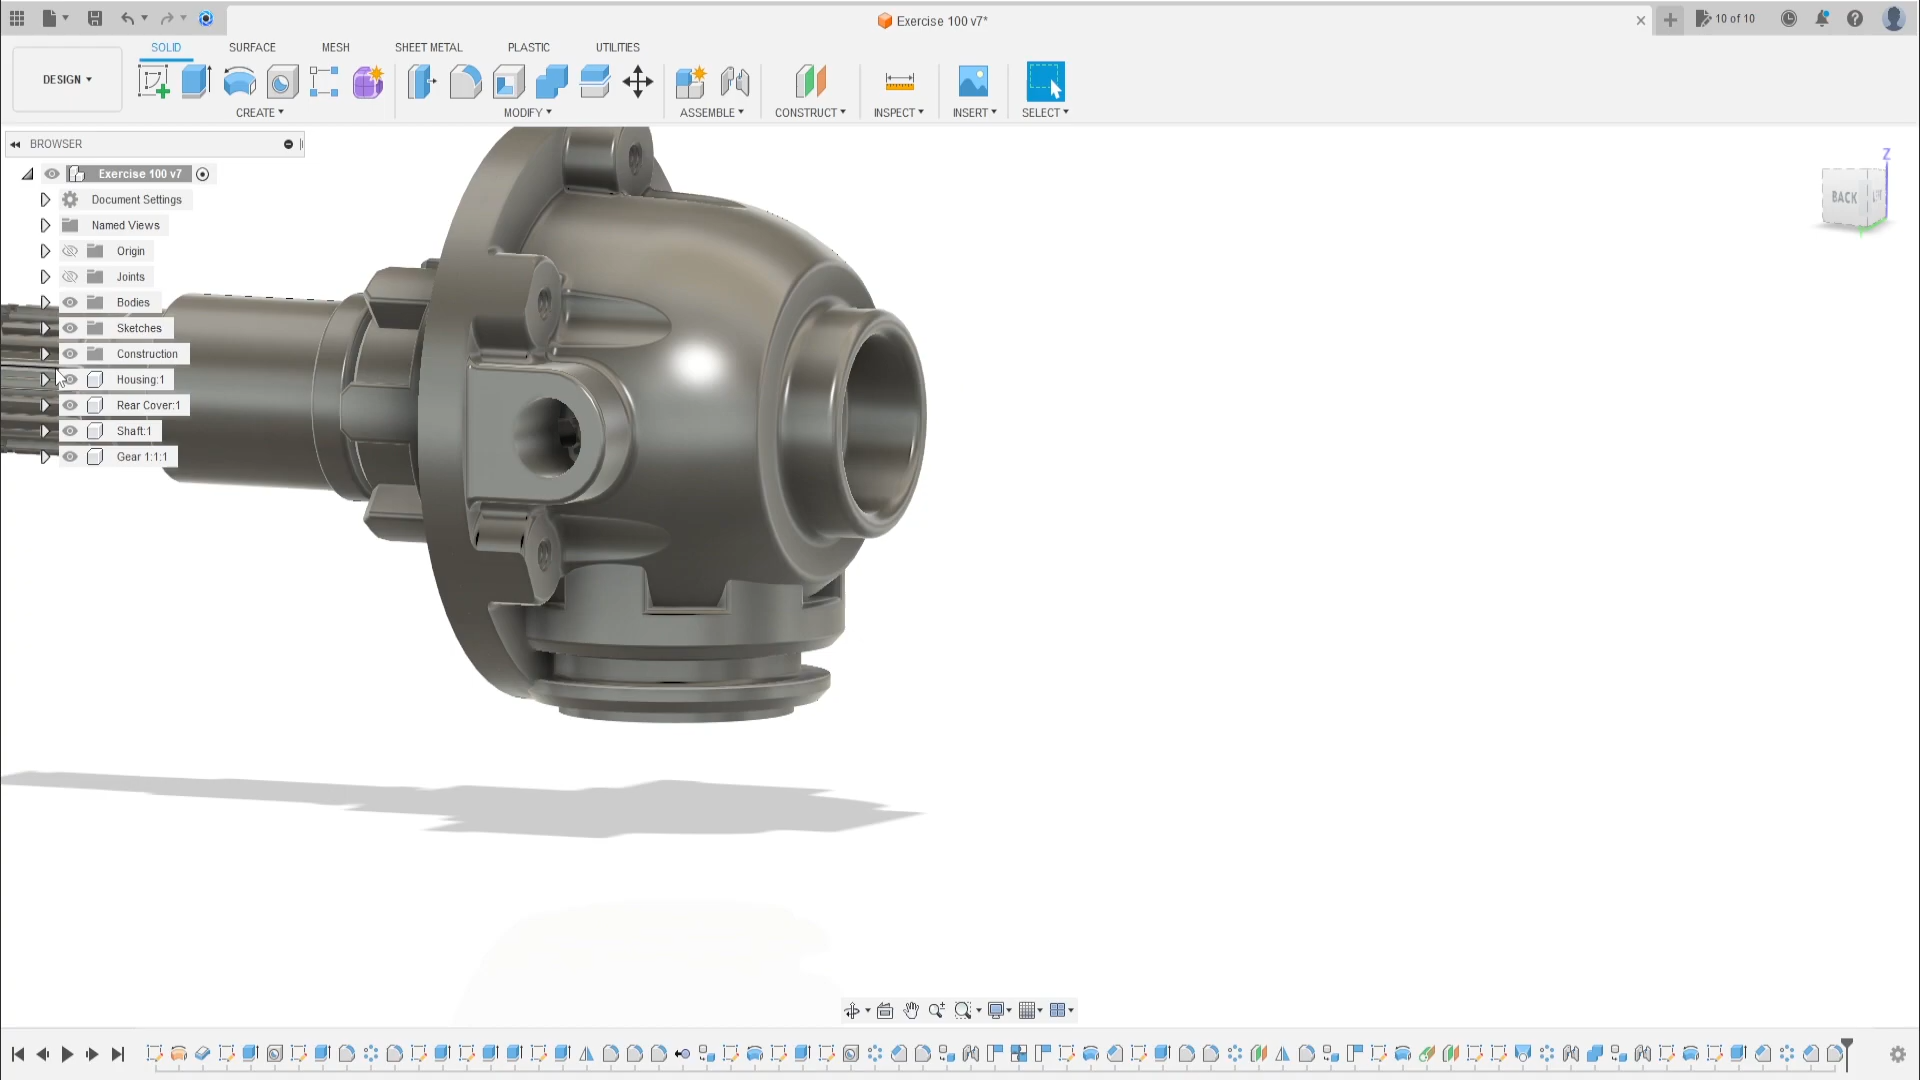 Exercise 100 v7*
10 of 10
DESIGN
SOLID
SURFACE
MESH
SHEET METAL
PLASTIC
UTILITIES
CREATE
MODIFY
ASSEMBLE
CONSTRUCT
INSPECT
INSERT
SELECT
BROWSER
Exercise 100 v7
Document Settings
Named Views
Origin
Joints
Bodies
Sketches
Construction
Housing:1
Rear Cover:1
Shaft:1
Gear 1:1:1
Z
BACK